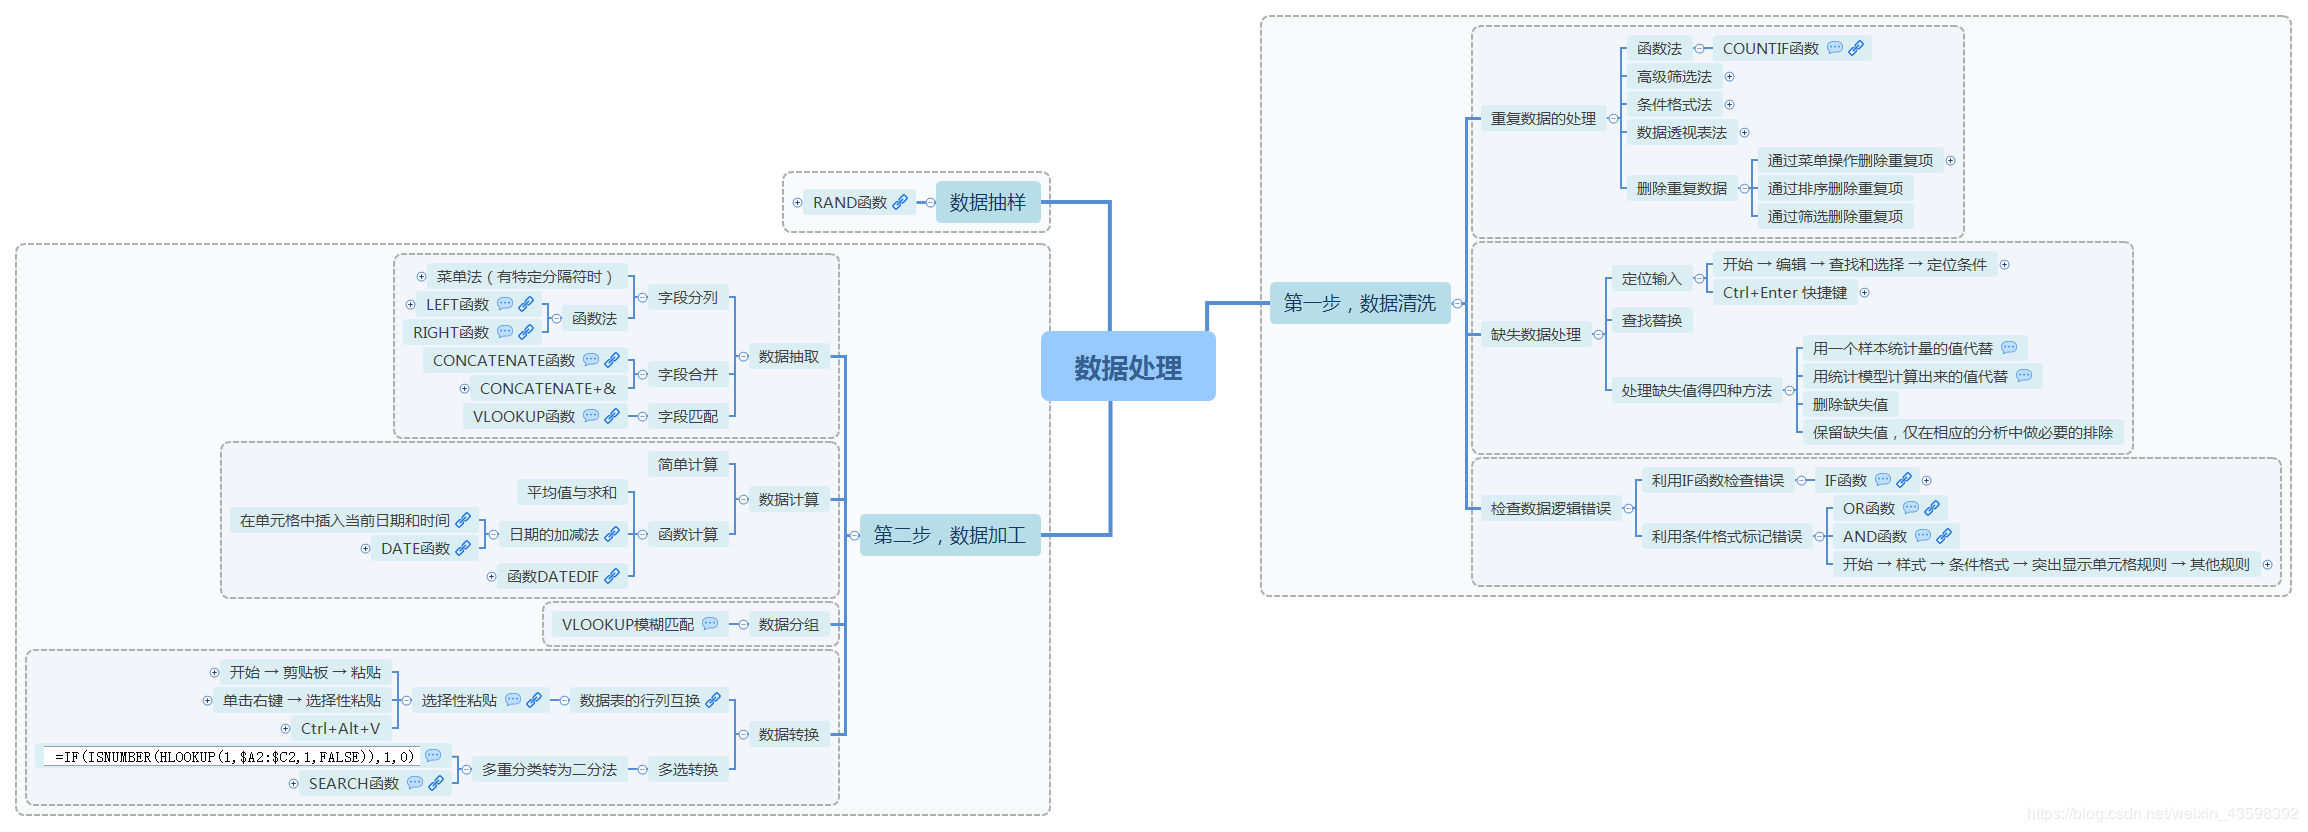 数据处理
第一步，数据清洗
重复数据的处理
函数法
COUNTIF函数
高级筛选法
条件格式法
数据透视表法
删除重复数据
通过菜单操作删除重复项
通过排序删除重复项
通过筛选删除重复项
缺失数据处理
定位输入
开始 → 编辑 → 查找和选择 → 定位条件
Ctrl+Enter 快捷键
查找替换
处理缺失值得四种方法
用一个样本统计量的值代替
用统计模型计算出来的值代替
删除缺失值
保留缺失值，仅在相应的分析中做必要的排除
检查数据逻辑错误
利用IF函数检查错误
IF函数
利用条件格式标记错误
OR函数
AND函数
开始 → 样式 → 条件格式 → 突出显示单元格规则 → 其他规则
数据抽样
RAND函数
第二步，数据加工
数据抽取
字段分列
菜单法（有特定分隔符时）
函数法
LEFT函数
RIGHT函数
字段合并
CONCATENATE函数
CONCATENATE+&
字段匹配
VLOOKUP函数
数据计算
简单计算
函数计算
平均值与求和
日期的加减法
在单元格中插入当前日期和时间
DATE函数
函数DATEDIF
数据分组
VLOOKUP模糊匹配
数据转换
数据表的行列互换
选择性粘贴
开始 → 剪贴板 → 粘贴
单击右键 → 选择性粘贴
Ctrl+Alt+V
多选转换
多重分类转为二分法
=IF(ISNUMBER(HLOOKUP(1,$A2:$C2,1,FALSE)),1,0)
SEARCH函数
https://blog.csdn.net/weixin_43598392